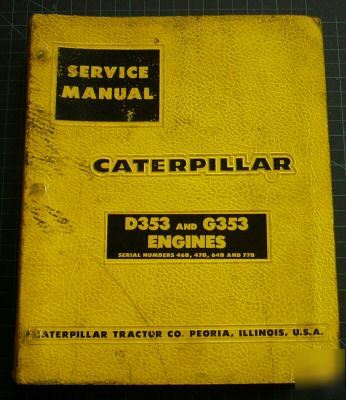 SERVICE
MANUAL
CATERPILLAR
D353 AND G353
ENGINES
SERIAL NUMBERS 46B, 47B, 64B AND 77B
CATERPILLAR TRACTOR CO. PEORIA, ILLINOIS, U.S.A.